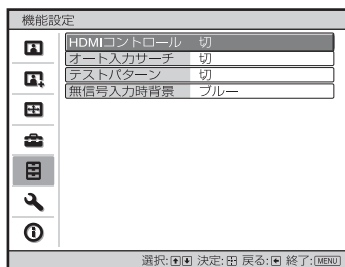 機能設定
HDMIコントロール 切
オート入力サーチ 切
テストパターン 切
無信号入力時背景 ブルー
選択: 決定: 戻る: 終了:MENU